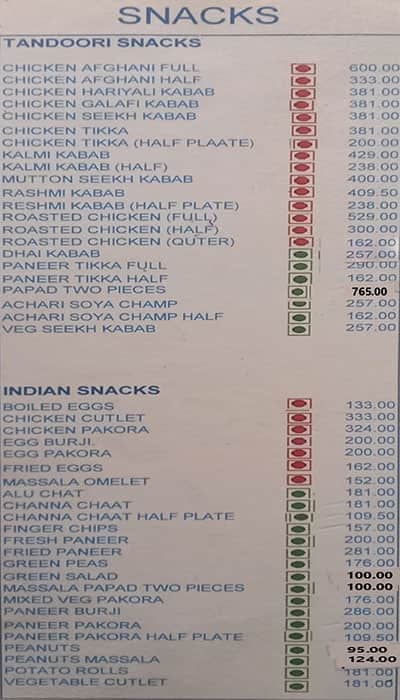 SNACKS
TANDOORI SNACKS
CHICKEN AFGHANI FULL 600.00
CHICKEN AFGHANI HALF 333.00
CHICKEN HARIYALI KABAB 381.00
CHICKEN GALAFI KABAB 381.00
CHICKEN SEEKH KABAB 381.00
CHICKEN TIKKA 381.00
CHICKEN TIKKA (HALF PLAATE) 200.00
KALMI KABAB 429.00
KALMI KABAB (HALF) 238.00
MUTTON SEEKH KABAB 400.00
RASHMI KABAB 409.50
RESHMI KABAB (HALF PLATE) 238.00
ROASTED CHICKEN (FULL) 529.00
ROASTED CHICKEN (HALF) 300.00
ROASTED CHICKEN (QUTER) 162.00
DHAI KABAB 257.00
PANEER TIKKA FULL 290.00
PANEER TIKKA HALF 162.00
PAPAD TWO PIECES 765.00
ACHARI SOYA CHAMP 257.00
ACHARI SOYA CHAMP HALF 162.00
VEG SEEKH KABAB 257.00
INDIAN SNACKS
BOILED EGGS 133.00
CHICKEN CUTLET 333.00
CHICKEN PAKORA 324.00
EGG BURJI. 200.00
EGG PAKORA 200.00
FRIED EGGS 162.00
MASSALA OMELET 152.00
ALU CHAT 181.00
CHANNA CHAAT 181.00
CHANNA CHAAT HALF PLATE 109.50
FINGER CHIPS 157.00
FRESH PANEER 200.00
FRIED PANEER 281.00
GREEN PEAS 176.00
GREEN SALAD 100.00
MASSALA PAPAD TWO PIECES 100.00
MIXED VEG PAKORA 176.00
PANEER BURJI 286.00
PANEER PAKORA 200.00
PANEER PAKORA HALF PLATE 109.50
PEANUTS 95.00
PEANUTS MASSALA 124.00
POTATO ROLLS 181.00
VEGETABLE CUTLET 181.00